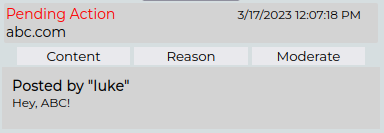 Pending Action 3/17/2023 12:07:18 PM
abc.com
Content Reason Moderate
Posted by "luke"
Hey, ABC!